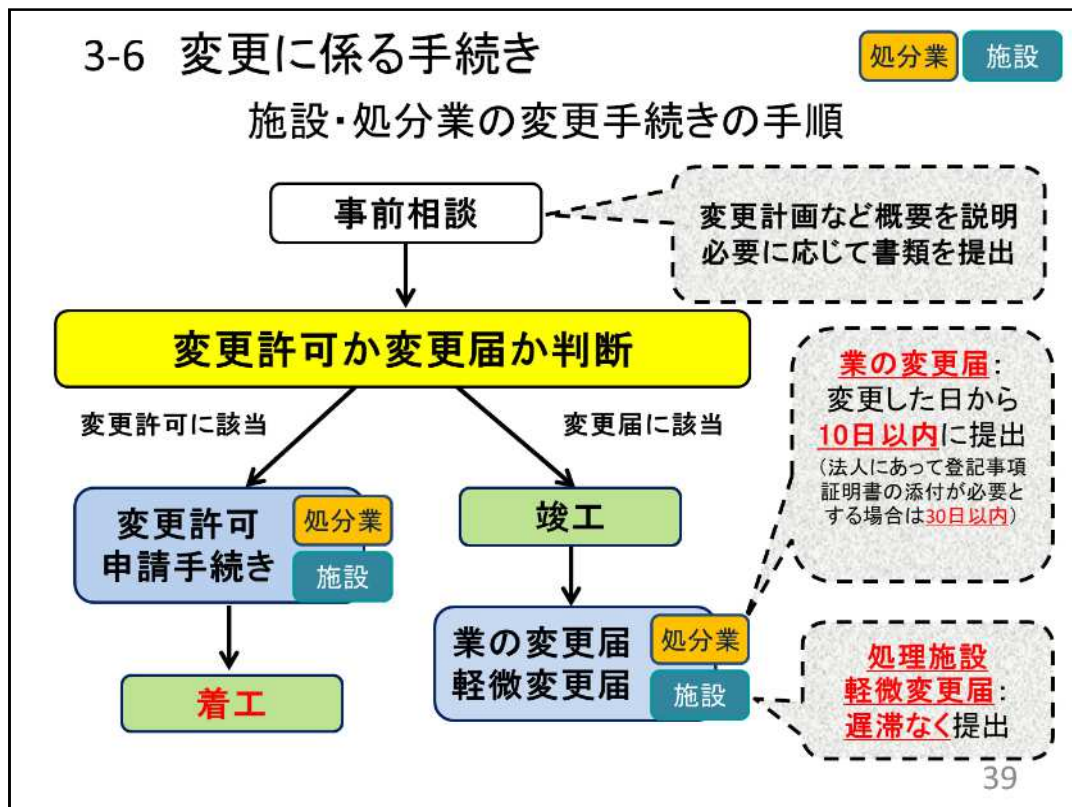 3-6 変更に係る手続き
処分業
施設
施設・処分業の変更手続きの手順
事前相談
変更計画など概要を説明
必要に応じて書類を提出
変更許可か変更届か判断
変更許可に該当
変更届に該当
業の変更届：
変更した日から
10日以内に提出
（法人にあって登記事項
証明書の添付が必要と
する場合は30日以内）
変更許可
申請手続き
処分業
施設
竣工
着工
業の変更届
軽微変更届
処分業
施設
処理施設
軽微変更届：
遅滞なく提出
39